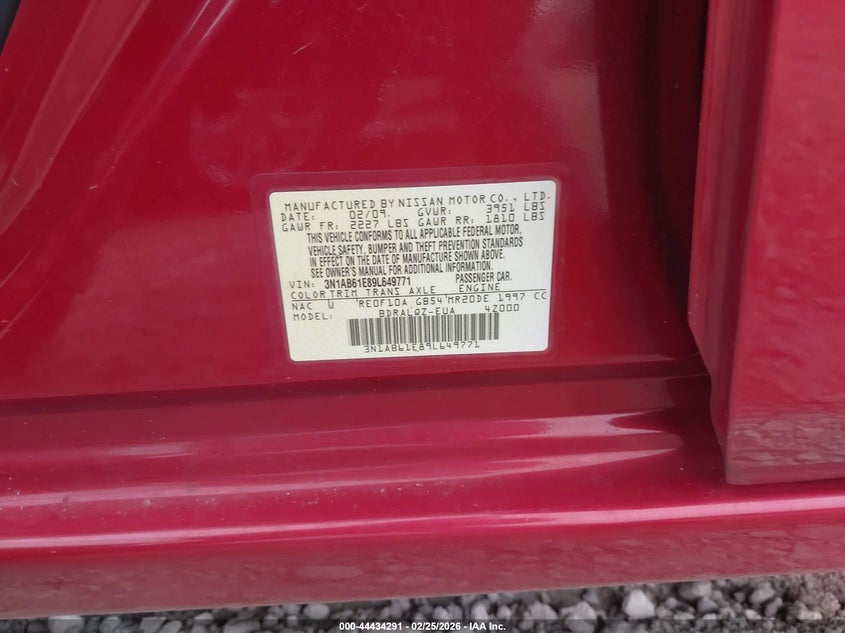 MANUFACTURED BY NISSAN MOTOR CO., LTD.
DATE: 02/09. GVWR: 3951 LBS
GAWR FR: 2227 LBS GAWR RR: 1810 LBS
THIS VEHICLE CONFORMS TO ALL APPLICABLE FEDERAL MOTOR
VEHICLE SAFETY, BUMPER AND THEFT PREVENTION STANDARDS
IN EFFECT ON THE DATE OF MANUFACTURE SHOWN ABOVE.
SEE OWNER'S MANUAL FOR ADDITIONAL INFORMATION.
VIN: 3N1AB61E89L649771 PASSENGER CAR.
COLOR TRIM TRANS AXLE ENGINE
NAC U RE0F10A GB54 MR20DE 1997 CC
MODEL: BDRALQZ-EUA 4Z000
3N1AB61E89L649771
000-44434291 - 02/25/2026 - IAA Inc.